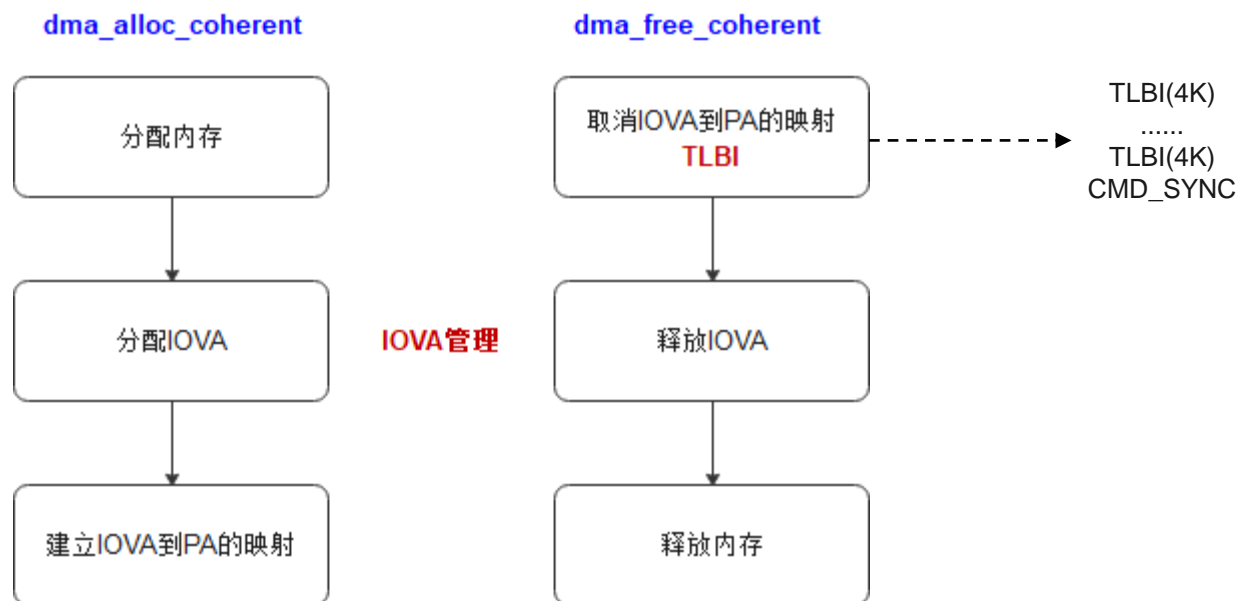 dma_alloc_coherent
分配内存
分配IOVA
建立IOVA到PA的映射
IOVA管理
dma_free_coherent
取消IOVA到PA的映射
TLBI
释放IOVA
释放内存
TLBI(4K)
......
TLBI(4K)
CMD_SYNC